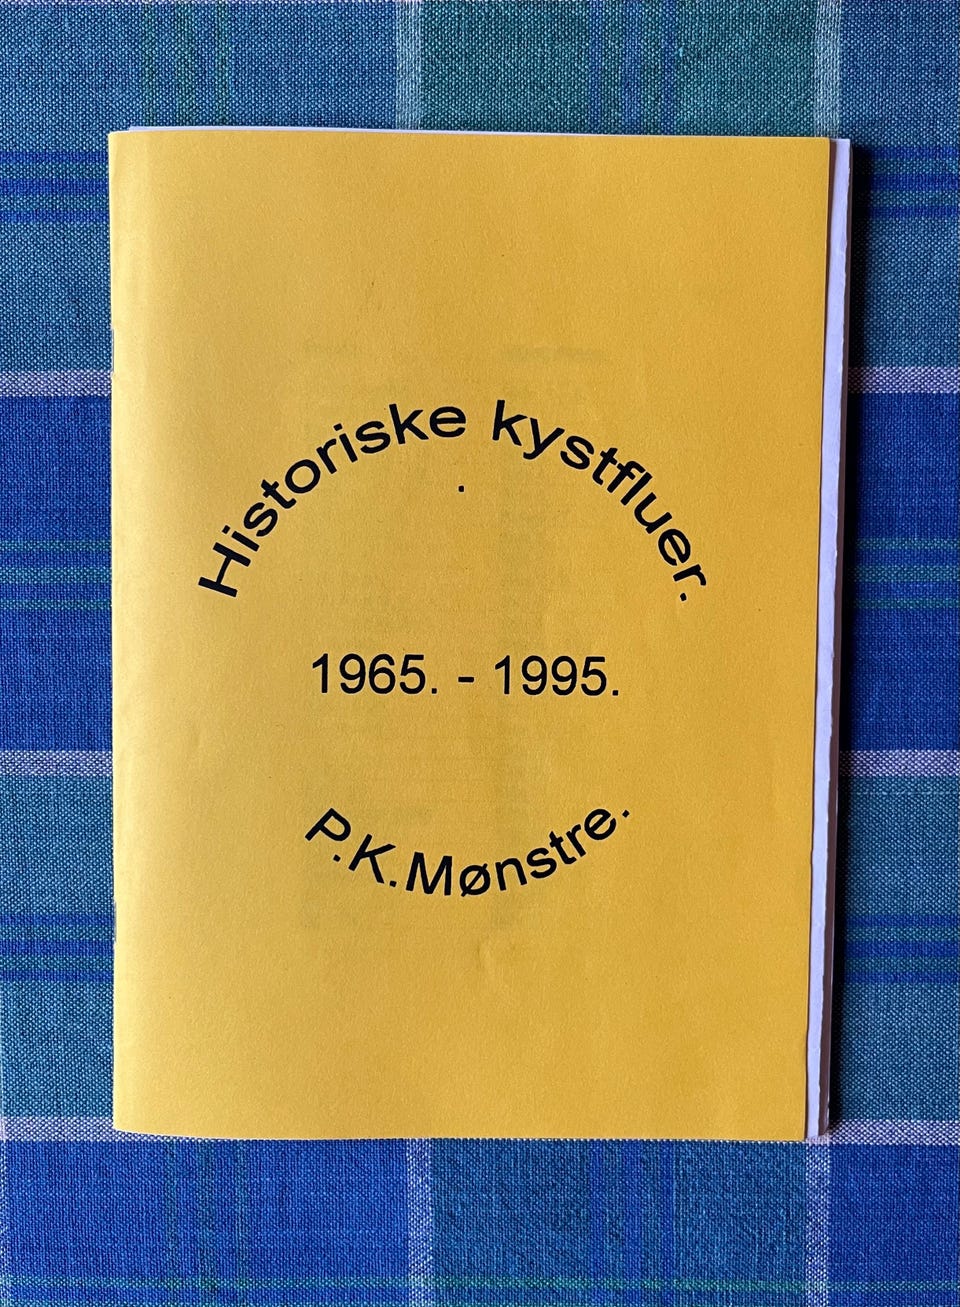 Historiske kystfluer.
1965. - 1995.
P.K.Mønstre.